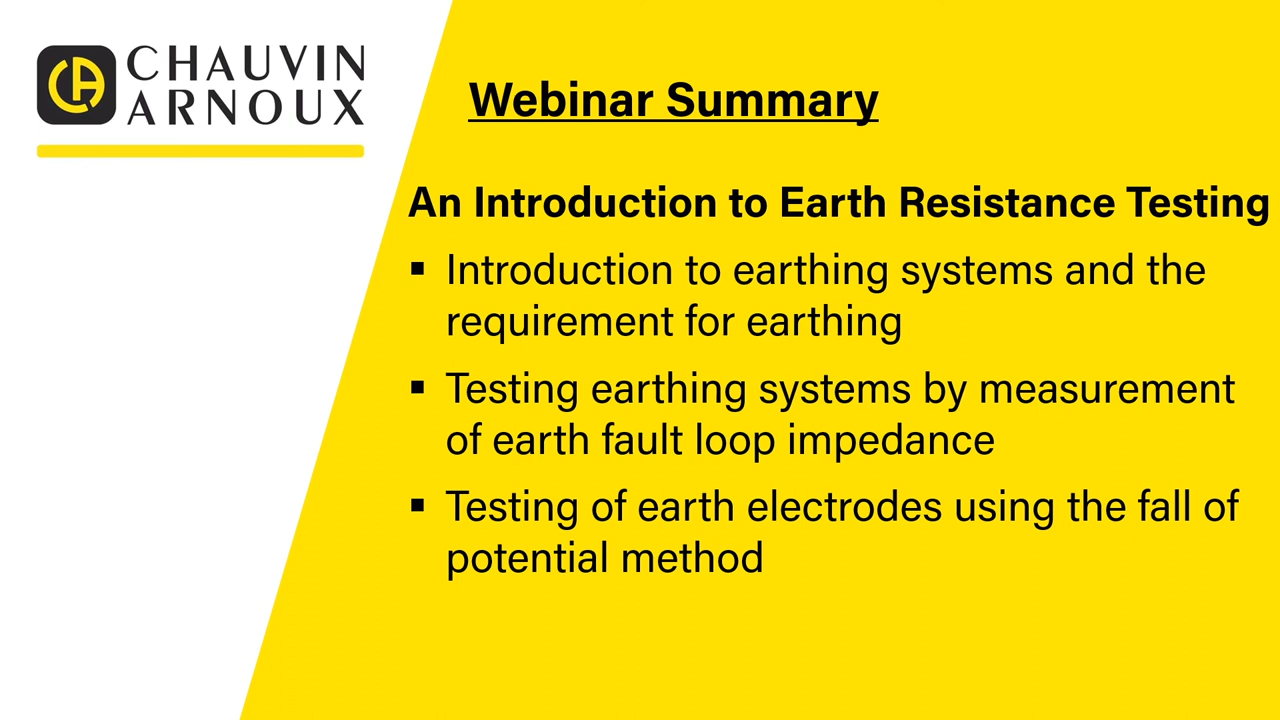 CHAUVIN
ARNOUX
Webinar Summary
An Introduction to Earth Resistance Testing
▪ Introduction to earthing systems and the
requirement for earthing
▪ Testing earthing systems by measurement
of earth fault loop impedance
▪ Testing of earth electrodes using the fall of
potential method